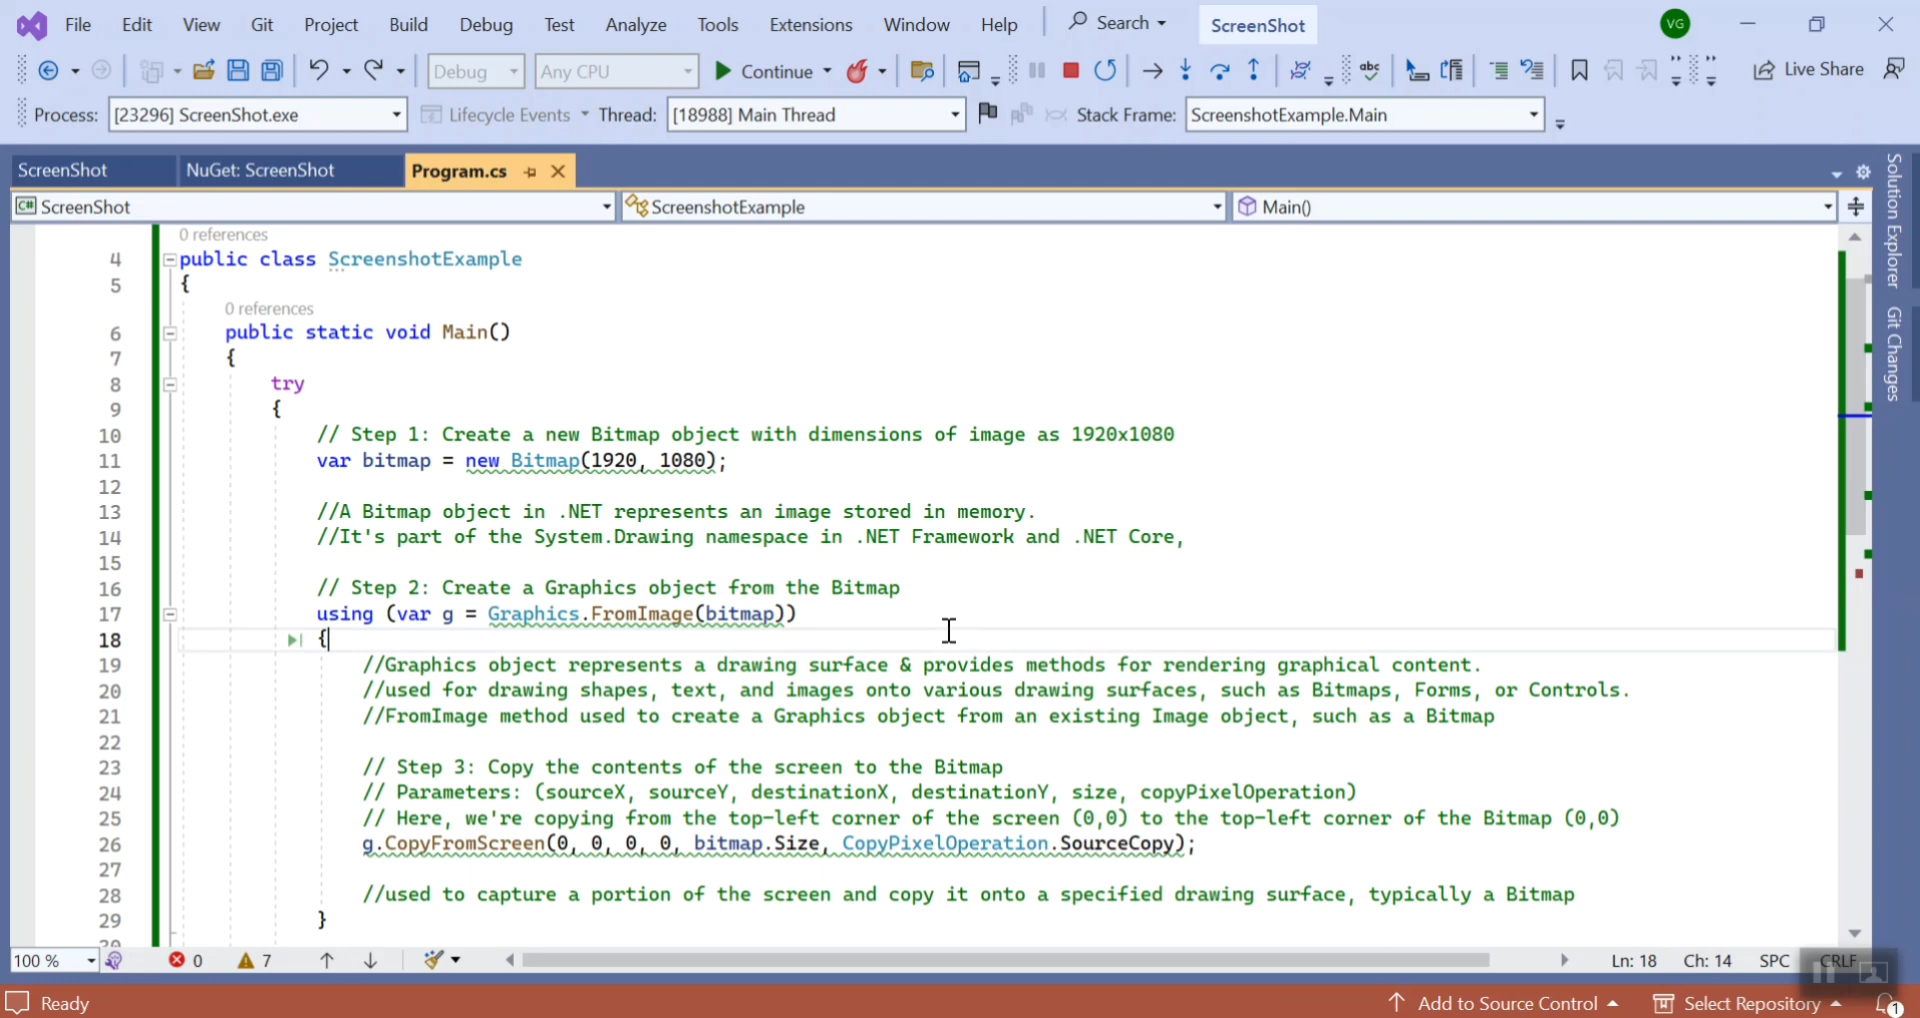 File Edit View Git Project Build Debug Test Analyze Tools Extensions Window Help Search ScreenShot VG
Debug Any CPU Continue abc Live Share
Process: [23296] ScreenShot.exe Lifecycle Events Thread: [18988] Main Thread Stack Frame: ScreenshotExample.Main
ScreenShot NuGet: ScreenShot Program.cs
C# ScreenShot ScreenshotExample Main()
Solution Explorer
Git Changes
0 references
4 public class ScreenshotExample
5 {
0 references
6 public static void Main()
7 {
8 try
9 {
10 // Step 1: Create a new Bitmap object with dimensions of image as 1920x1080
11 var bitmap = new Bitmap(1920, 1080);
12
13 //A Bitmap object in .NET represents an image stored in memory.
14 //It's part of the System.Drawing namespace in .NET Framework and .NET Core,
15
16 // Step 2: Create a Graphics object from the Bitmap
17 using (var g = Graphics.FromImage(bitmap))
18 {
19 //Graphics object represents a drawing surface & provides methods for rendering graphical content.
20 //used for drawing shapes, text, and images onto various drawing surfaces, such as Bitmaps, Forms, or Controls.
21 //FromImage method used to create a Graphics object from an existing Image object, such as a Bitmap
22
23 // Step 3: Copy the contents of the screen to the Bitmap
24 // Parameters: (sourceX, sourceY, destinationX, destinationY, size, copyPixelOperation)
25 // Here, we're copying from the top-left corner of the screen (0,0) to the top-left corner of the Bitmap (0,0)
26 g.CopyFromScreen(0, 0, 0, 0, bitmap.Size, CopyPixelOperation.SourceCopy);
27
28 //used to capture a portion of the screen and copy it onto a specified drawing surface, typically a Bitmap
29 }
30
100 % 0 7 Ln: 18 Ch: 14 SPC CRLF
Ready Add to Source Control Select Repository 1